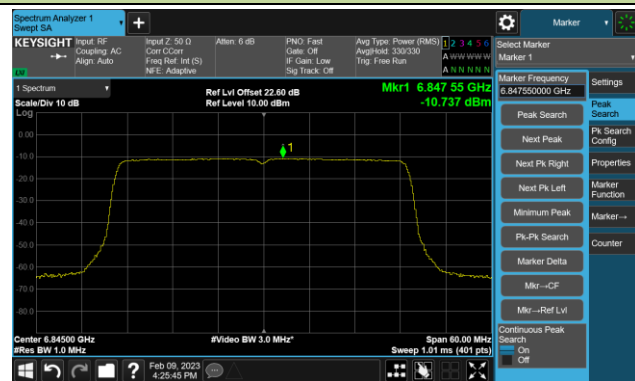 Spectrum Analyzer 1
Swept SA
+
Marker
KEYSIGHT
Input: RF
Coupling: AC
Align: Auto
Input Z: 50 Ω
Corr CCorr
Freq Ref: Int (S)
NFE: Adaptive
Atten: 6 dB
PNO: Fast
Gate: Off
IF Gain: Low
Sig Track: Off
Avg Type: Power (RMS)
Avg|Hold: 330/330
Trig: Free Run
1 2 3 4 5 6
A W W W W W
A N N N N N
LV
Select Marker
Marker 1
1 Spectrum
Scale/Div 10 dB
Log
Ref Lvl Offset 22.60 dB
Ref Level 10.00 dBm
Mkr1 6.847 55 GHz
-10.737 dBm
1
0.00
-10.0
-20.0
-30.0
-40.0
-50.0
-60.0
-70.0
-80.0
Center 6.84500 GHz
#Res BW 1.0 MHz
#Video BW 3.0 MHz*
Span 60.00 MHz
Sweep 1.01 ms (401 pts)
Marker Frequency
6.847550000 GHz
Peak Search
Next Peak
Next Pk Right
Next Pk Left
Minimum Peak
Pk-Pk Search
Marker Delta
Mkr→CF
Mkr→Ref Lvl
Continuous Peak
Search
On
Off
Settings
Peak
Search
Pk Search
Config
Properties
Marker
Function
Marker→
Counter
?
Feb 09, 2023
4:25:45 PM